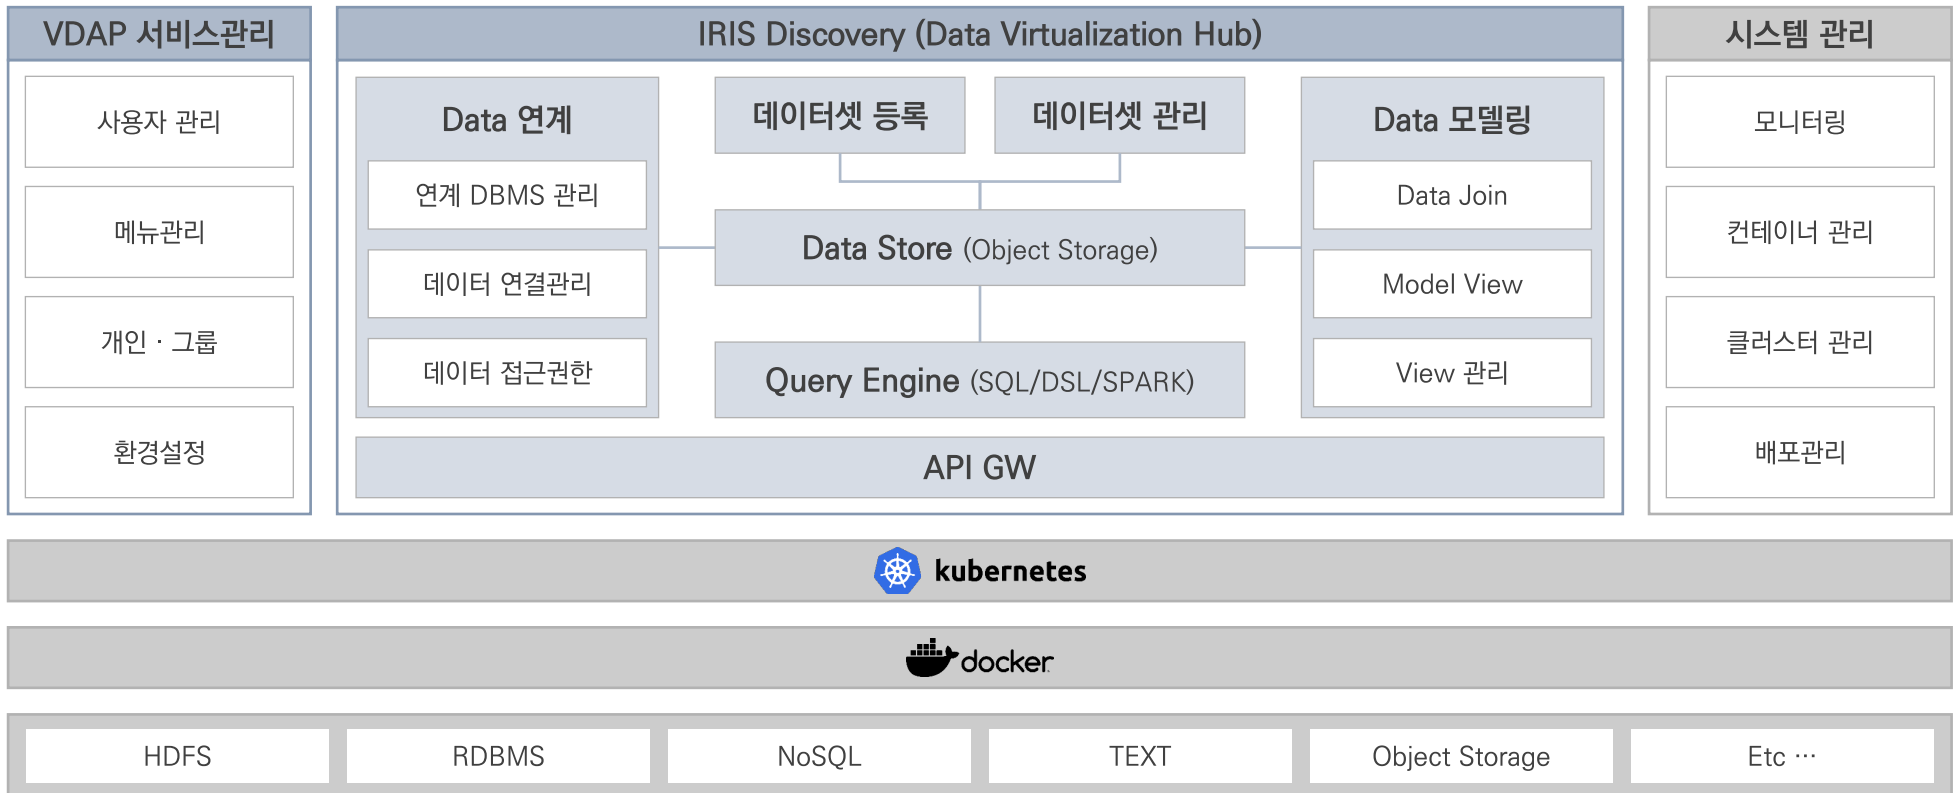 VDAP 서비스관리
사용자 관리
메뉴관리
개인 · 그룹
환경설정
IRIS Discovery (Data Virtualization Hub)
Data 연계
연계 DBMS 관리
데이터 연결관리
데이터 접근권한
데이터셋 등록
데이터셋 관리
Data Store (Object Storage)
Query Engine (SQL/DSL/SPARK)
Data 모델링
Data Join
Model View
View 관리
API GW
시스템 관리
모니터링
컨테이너 관리
클러스터 관리
배포관리
kubernetes
docker
HDFS
RDBMS
NoSQL
TEXT
Object Storage
Etc ···